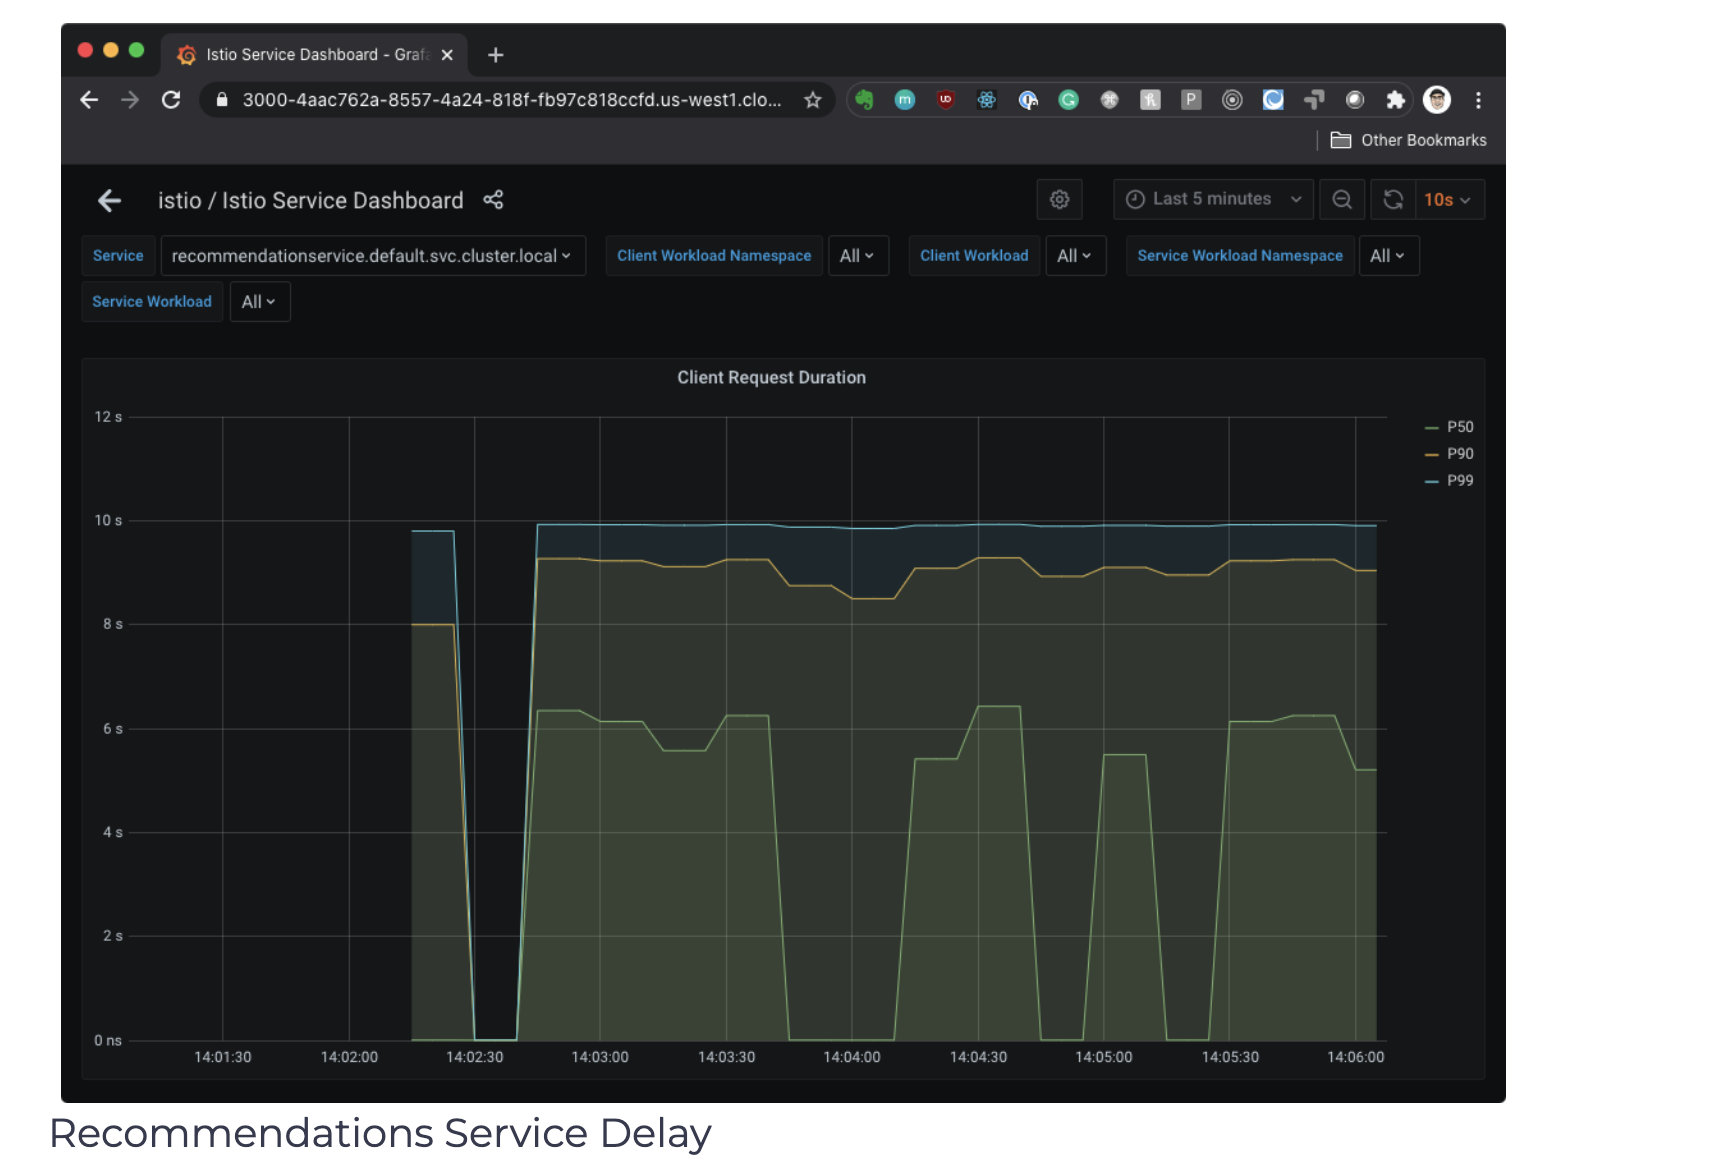 Istio Service Dashboard - Graf
3000-4aac762a-8557-4a24-818f-fb97c818ccfd.us-west1.clo...
Other Bookmarks
istio / Istio Service Dashboard
Last 5 minutes
10s
Service recommendationservice.default.svc.cluster.local Client Workload Namespace All Client Workload All Service Workload Namespace All
Service Workload All
Client Request Duration
12 s
10 s
8 s
6 s
4 s
2 s
0 ns
14:01:30 14:02:00 14:02:30 14:03:00 14:03:30 14:04:00 14:04:30 14:05:00 14:05:30 14:06:00
P50
P90
P99
Recommendations Service Delay